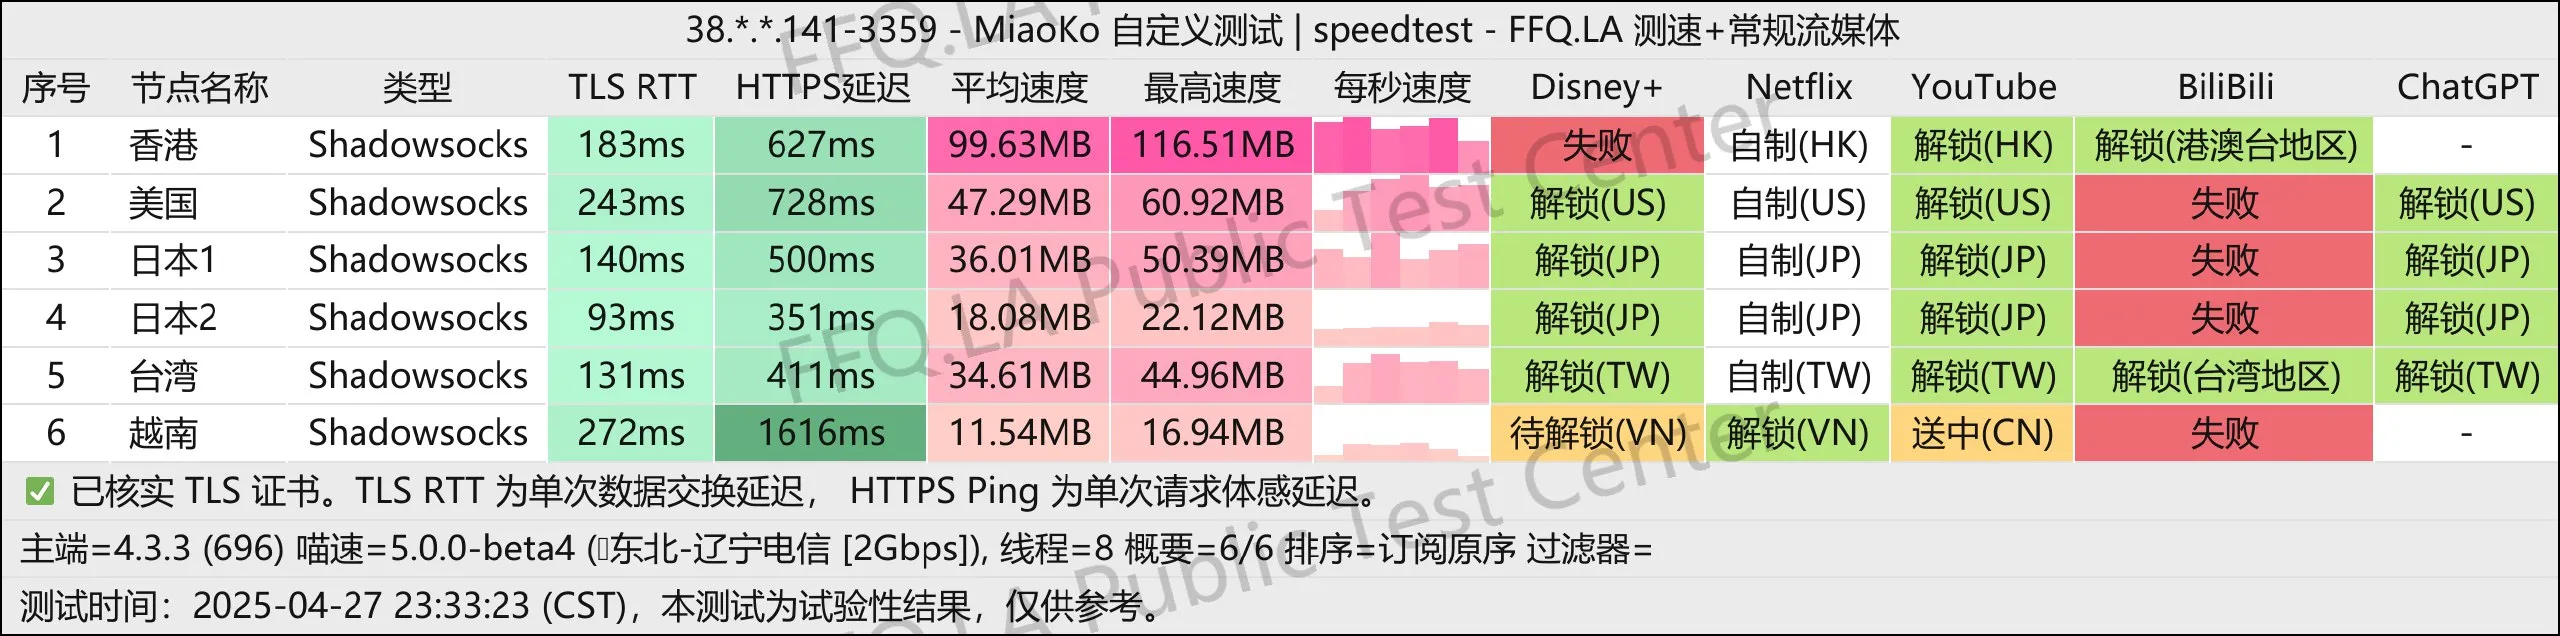 38.*.*.141-3359 - MiaoKo 自定义测试 | speedtest - FFQ.LA 测速+常规流媒体
序号 节点名称 类型 TLS RTT HTTPS延迟 平均速度 最高速度 每秒速度 Disney+ Netflix YouTube BiliBili ChatGPT
1 香港 Shadowsocks 183ms 627ms 99.63MB 116.51MB 失败 自制(HK) 解锁(HK) 解锁(港澳台地区) -
2 美国 Shadowsocks 243ms 728ms 47.29MB 60.92MB 解锁(US) 自制(US) 解锁(US) 失败 解锁(US)
3 日本1 Shadowsocks 140ms 500ms 36.01MB 50.39MB 解锁(JP) 自制(JP) 解锁(JP) 失败 解锁(JP)
4 日本2 Shadowsocks 93ms 351ms 18.08MB 22.12MB 解锁(JP) 自制(JP) 解锁(JP) 失败 解锁(JP)
5 台湾 Shadowsocks 131ms 411ms 34.61MB 44.96MB 解锁(TW) 自制(TW) 解锁(TW) 解锁(台湾地区) 解锁(TW)
6 越南 Shadowsocks 272ms 1616ms 11.54MB 16.94MB 待解锁(VN) 解锁(VN) 送中(CN) 失败 -
✅ 已核实 TLS 证书。TLS RTT 为单次数据交换延迟， HTTPS Ping 为单次请求体感延迟。
主端=4.3.3 (696) 喵速=5.0.0-beta4 (东北-辽宁电信 [2Gbps]), 线程=8 概要=6/6 排序=订阅原序 过滤器=
测试时间：2025-04-27 23:33:23 (CST)，本测试为试验性结果，仅供参考。
FFQ.LA Public Test Center